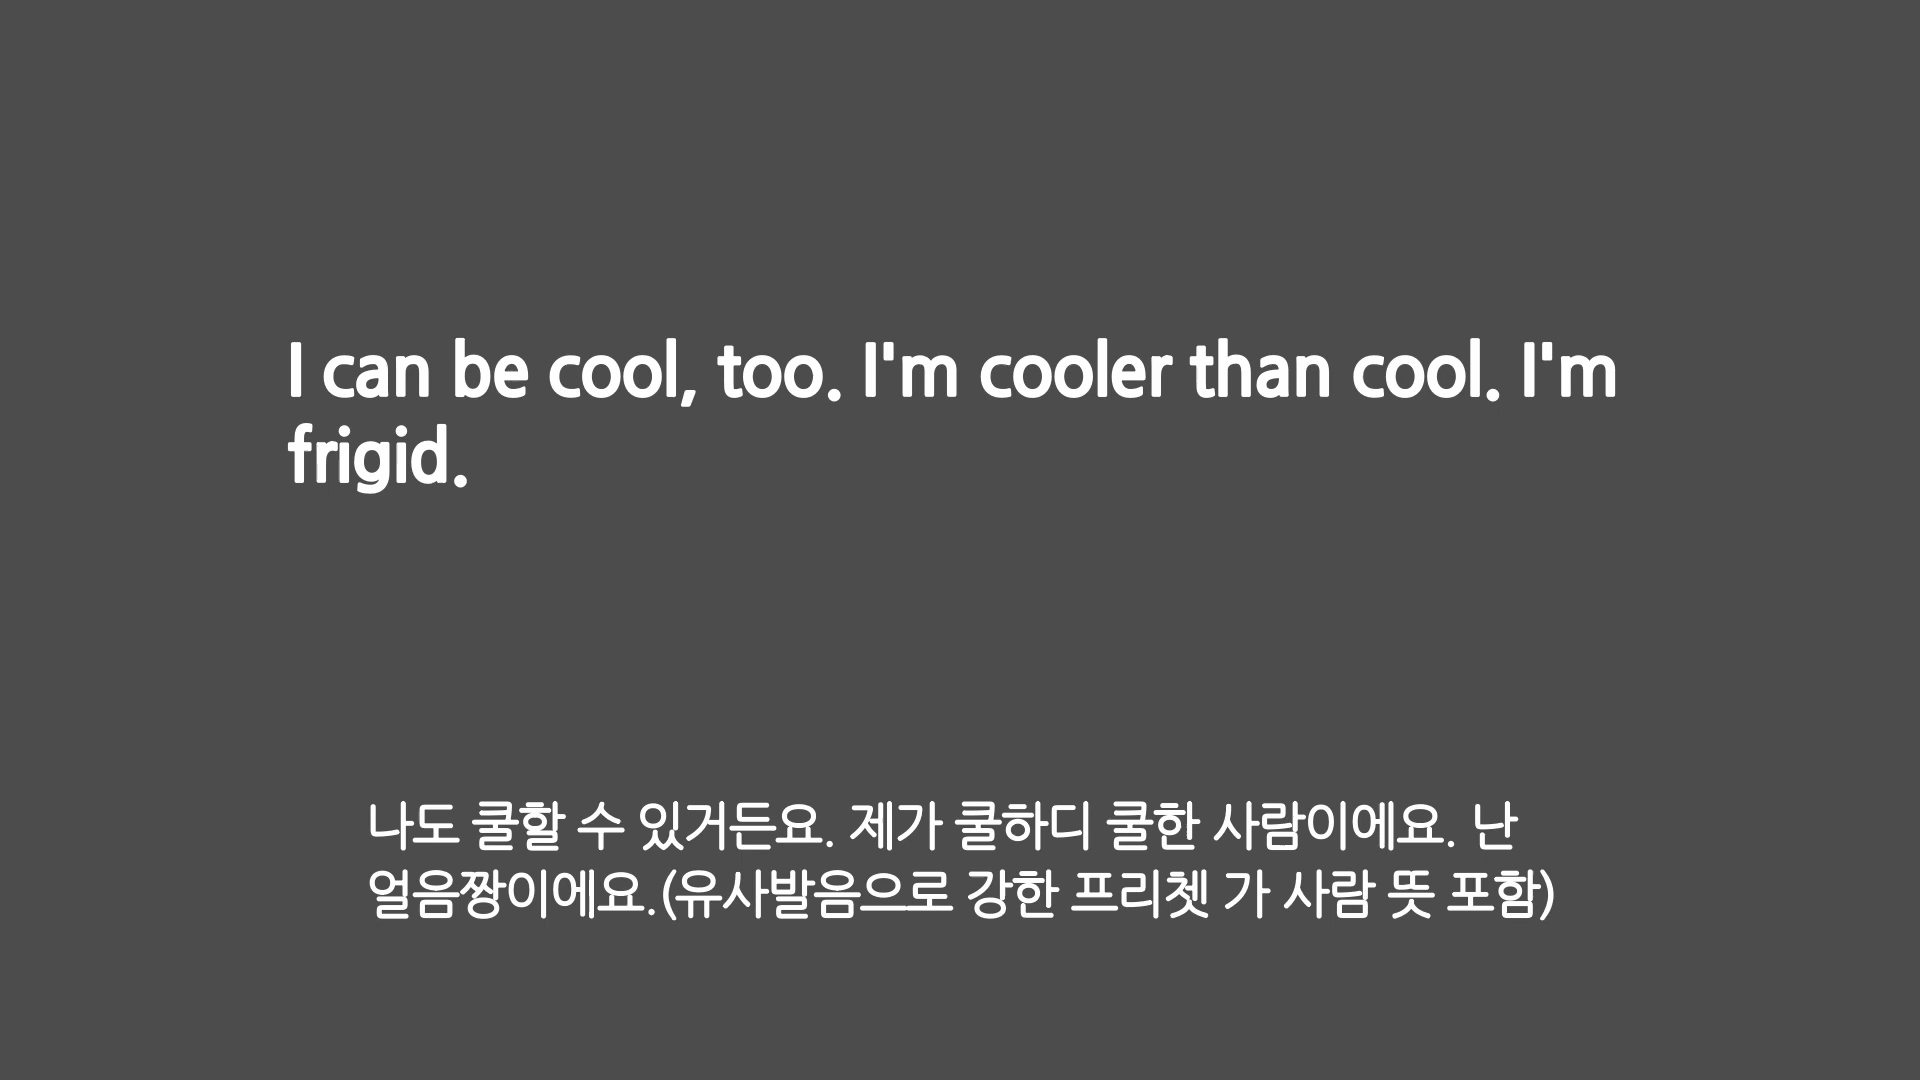 I can be cool, too. I'm cooler than cool. I'm
frigid.
나도 쿨할 수 있거든요. 제가 쿨하디 쿨한 사람이에요. 난
얼음짱이에요.(유사발음으로 강한 프리쳇 가 사람 뜻 포함)